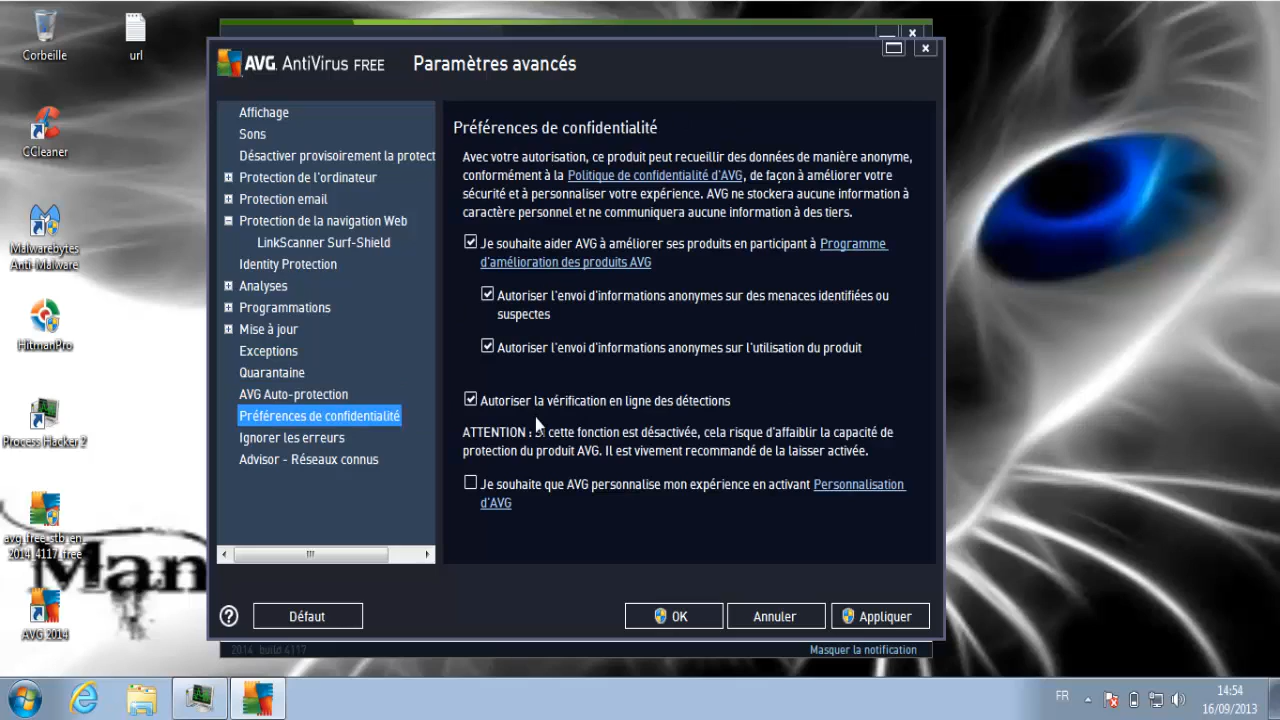 Corbeille
url
CCleaner
Malwarebytes
Anti-Malware
HitmanPro
Process Hacker 2
avg_free_stb_en_
2014_4117_free
AVG 2014
Man
AVG. AntiVirus FREE
Paramètres avancés
Affichage
Sons
Désactiver provisoirement la protect
Protection de l'ordinateur
Protection email
Protection de la navigation Web
LinkScanner Surf-Shield
Identity Protection
Analyses
Programmations
Mise à jour
Exceptions
Quarantaine
AVG Auto-protection
Préférences de confidentialité
Ignorer les erreurs
Advisor - Réseaux connus
Préférences de confidentialité
Avec votre autorisation, ce produit peut recueillir des données de manière anonyme,
conformément à la Politique de confidentialité d'AVG, de façon à améliorer votre
sécurité et à personnaliser votre expérience. AVG ne stockera aucune information à
caractère personnel et ne communiquera aucune information à des tiers.
Je souhaite aider AVG à améliorer ses produits en participant à Programme
d'amélioration des produits AVG
Autoriser l'envoi d'informations anonymes sur des menaces identifiées ou
suspectes
Autoriser l'envoi d'informations anonymes sur l'utilisation du produit
Autoriser la vérification en ligne des détections
ATTENTION : Si cette fonction est désactivée, cela risque d'affaiblir la capacité de
protection du produit AVG. Il est vivement recommandé de la laisser activée.
Je souhaite que AVG personnalise mon expérience en activant Personnalisation
d'AVG
Défaut
OK
Annuler
Appliquer
2014 build 4117
Masquer la notification
FR
14:54
16/09/2013